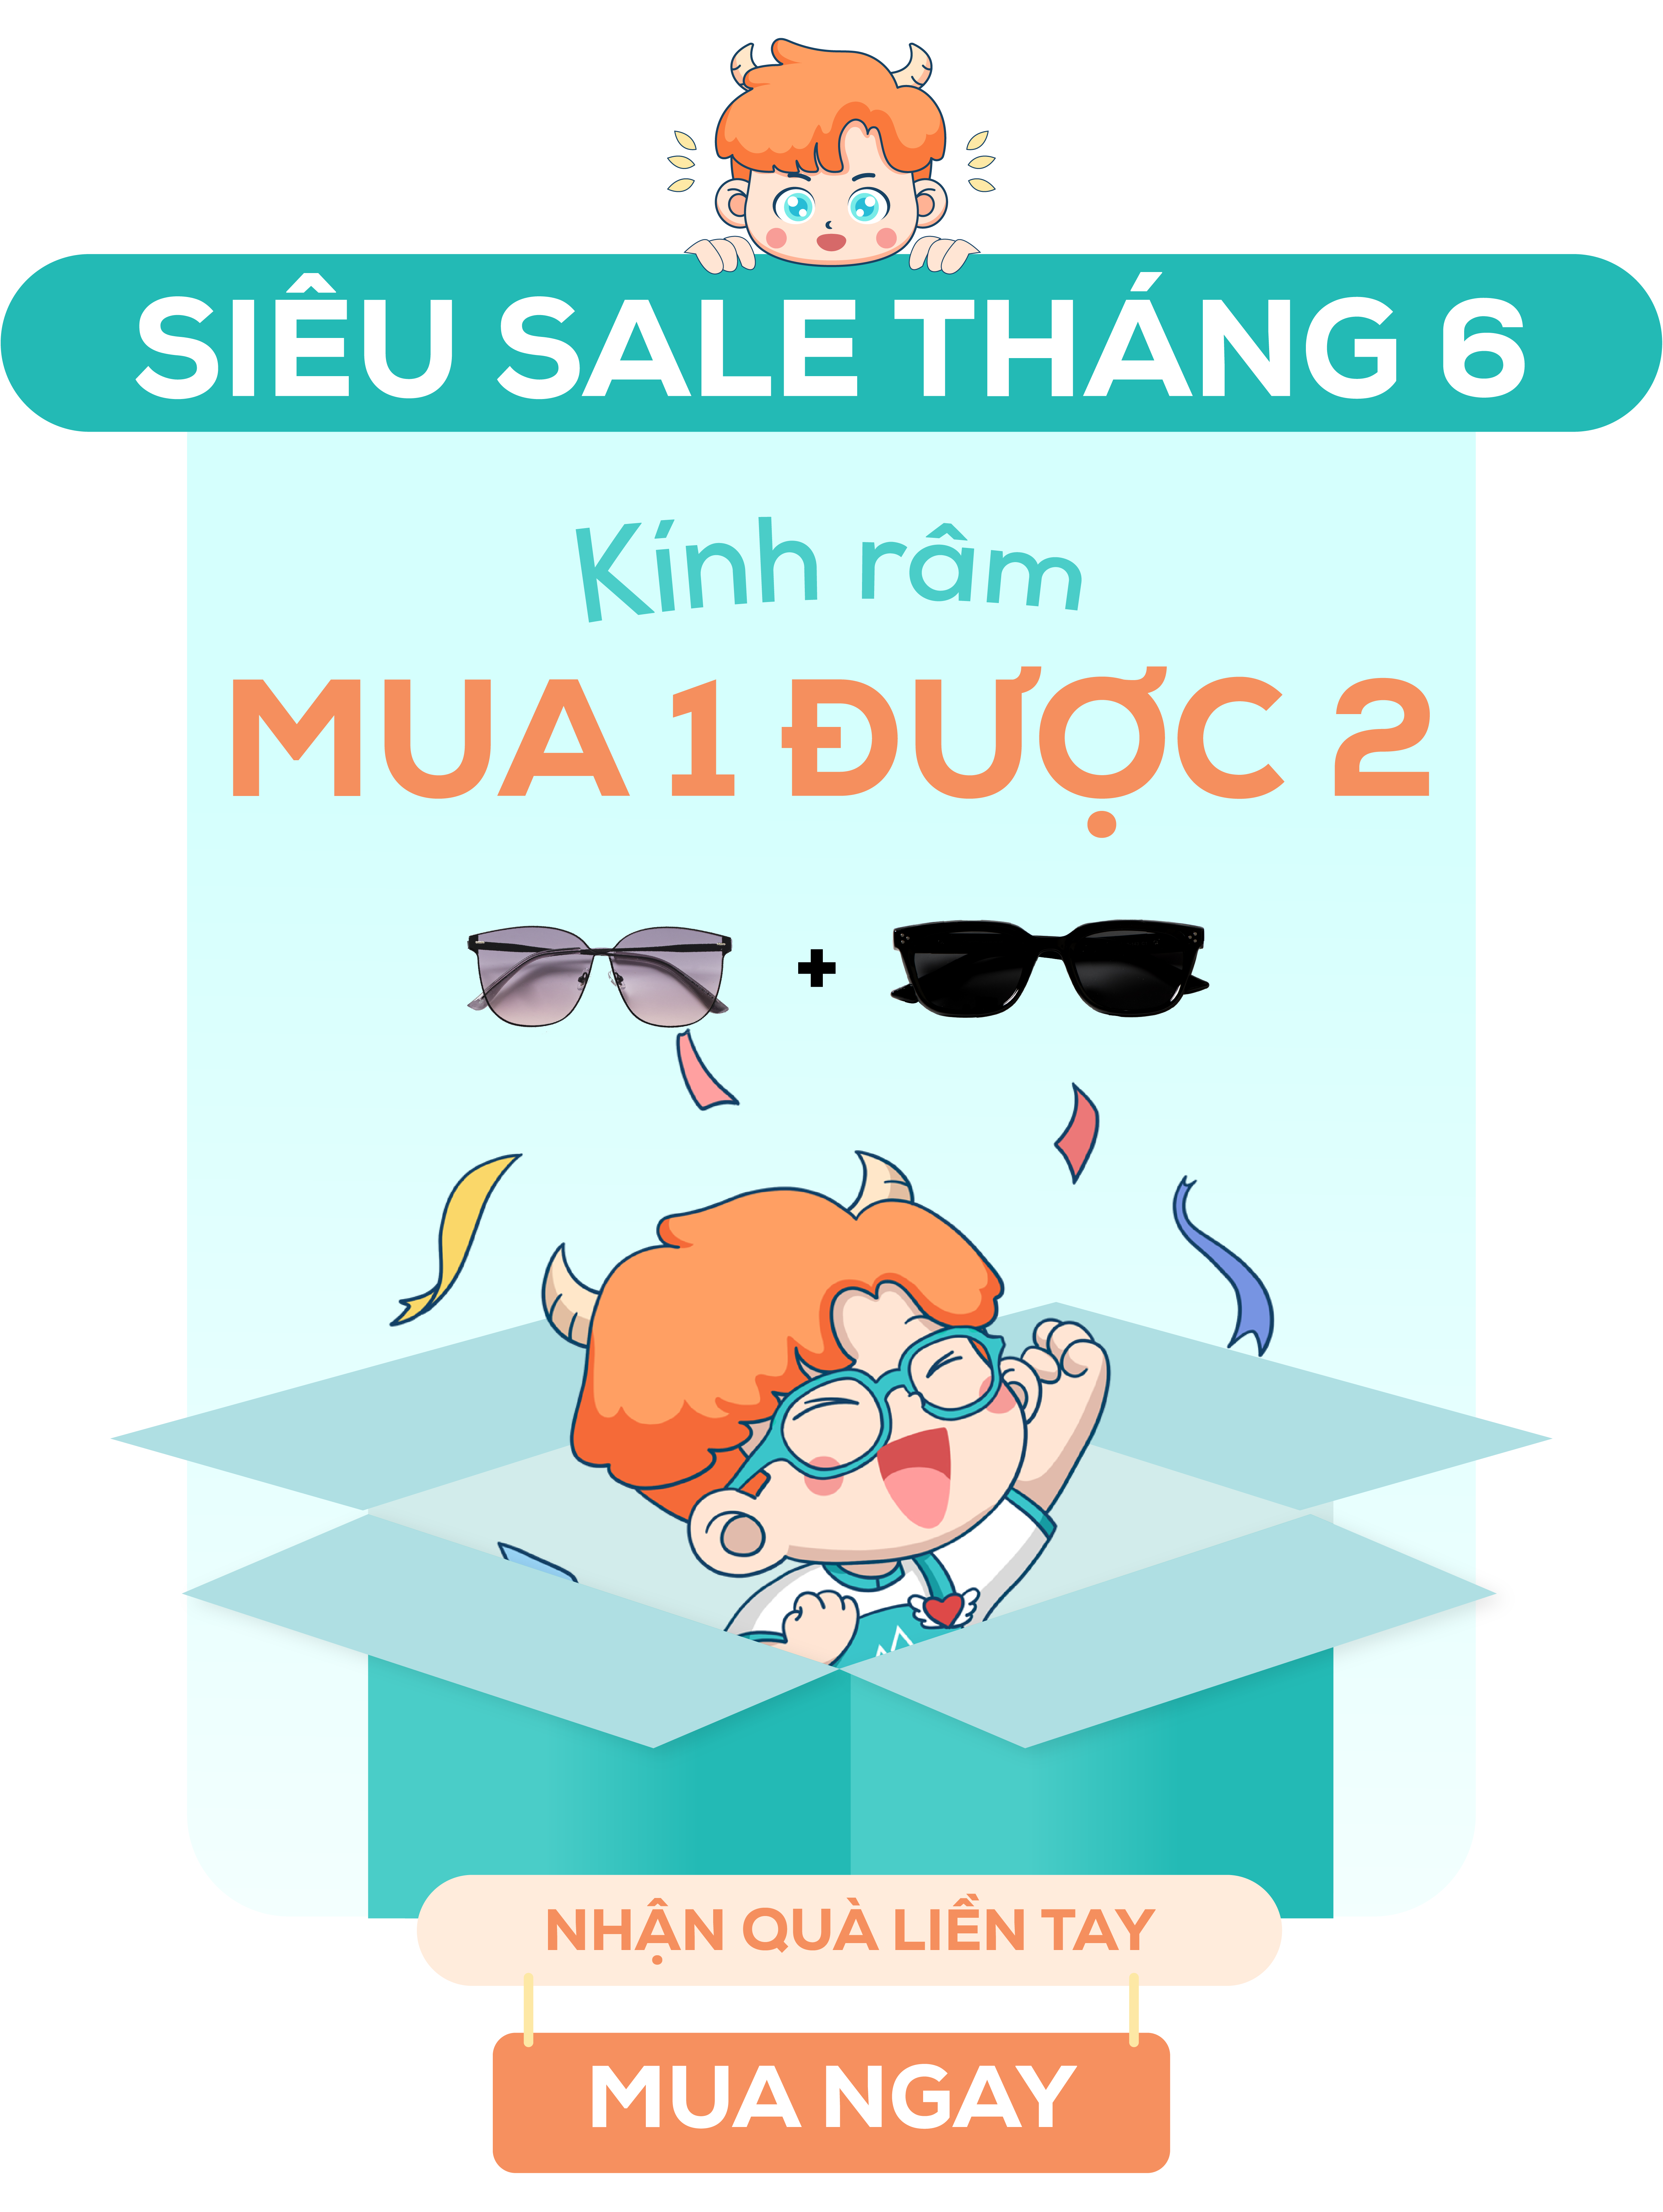 SIÊU SALE THÁNG 6
Kính râm
MUA 1 ĐƯỢC 2
+
NHẬN QUÀ LIỀN TAY
MUA NGAY